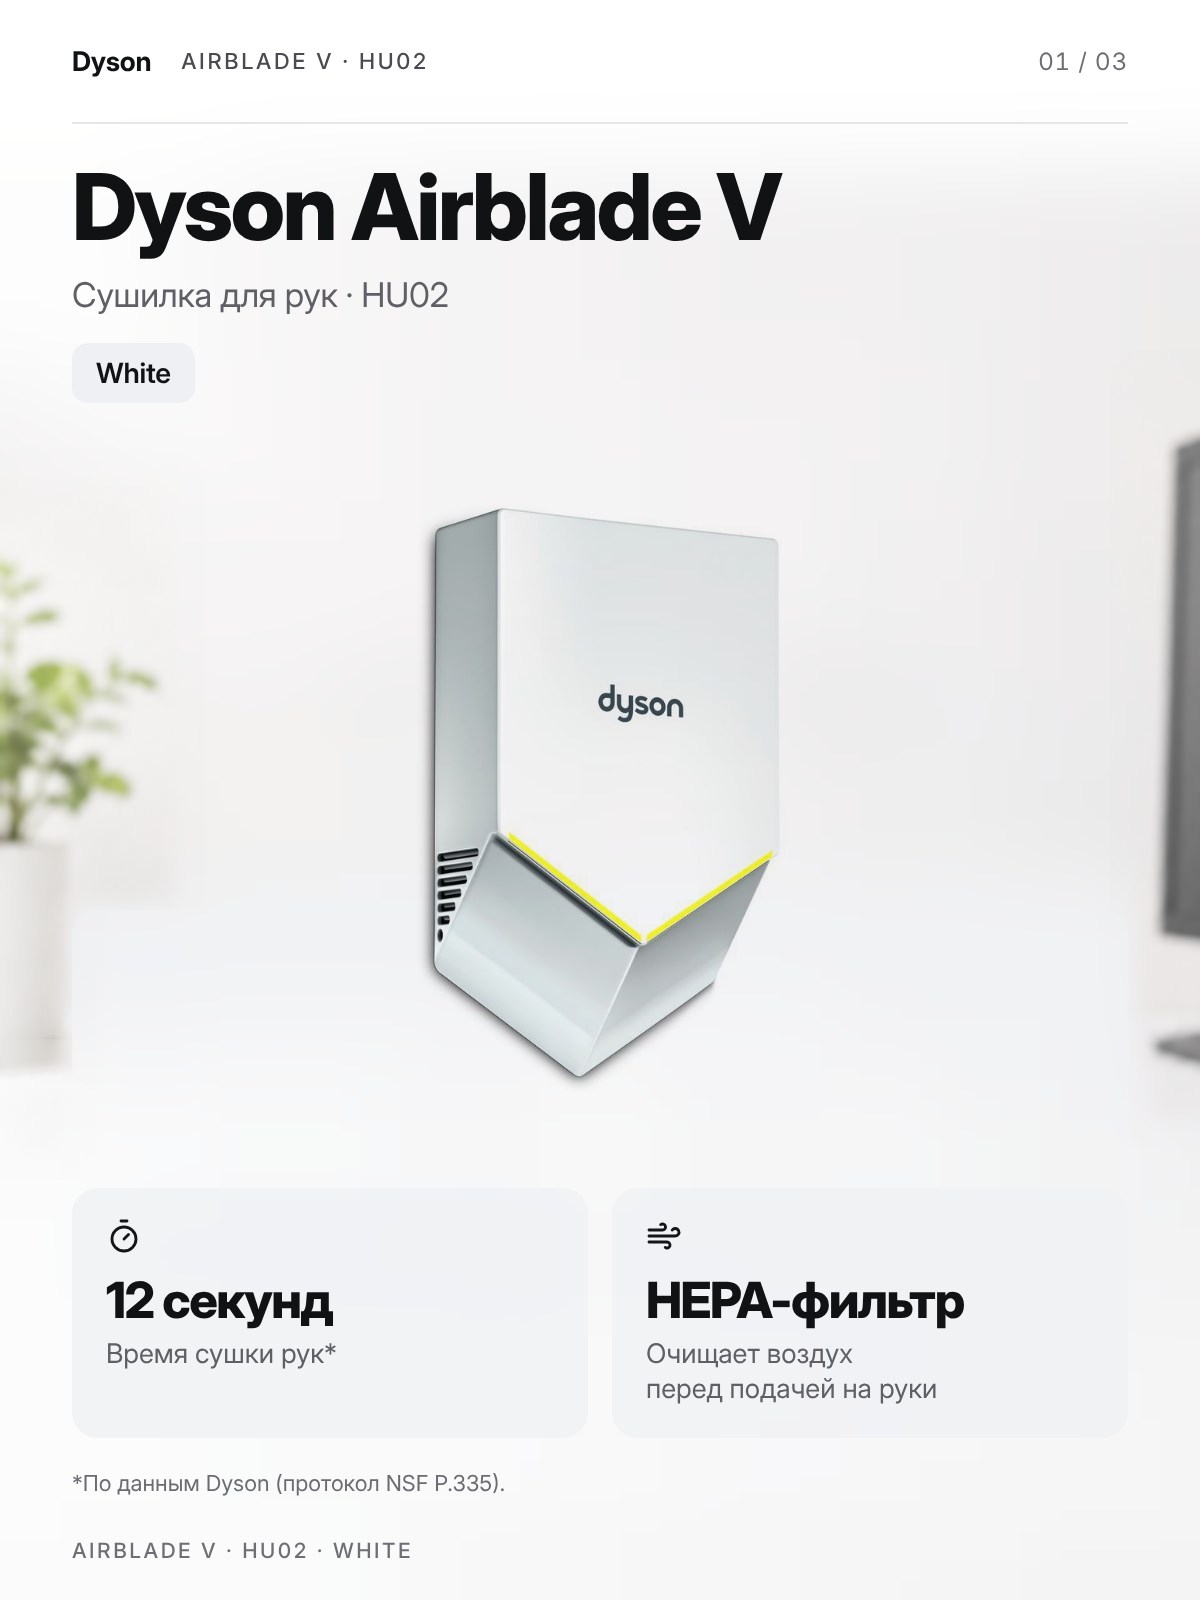 Dyson AIRBLADE V · HU02 01 / 03
Dyson Airblade V
Сушилка для рук · HU02
White
dyson
12 секунд
Время сушки рук*
HEPA-фильтр
Очищает воздух
перед подачей на руки
*По данным Dyson (протокол NSF P.335).
AIRBLADE V · HU02 · WHITE